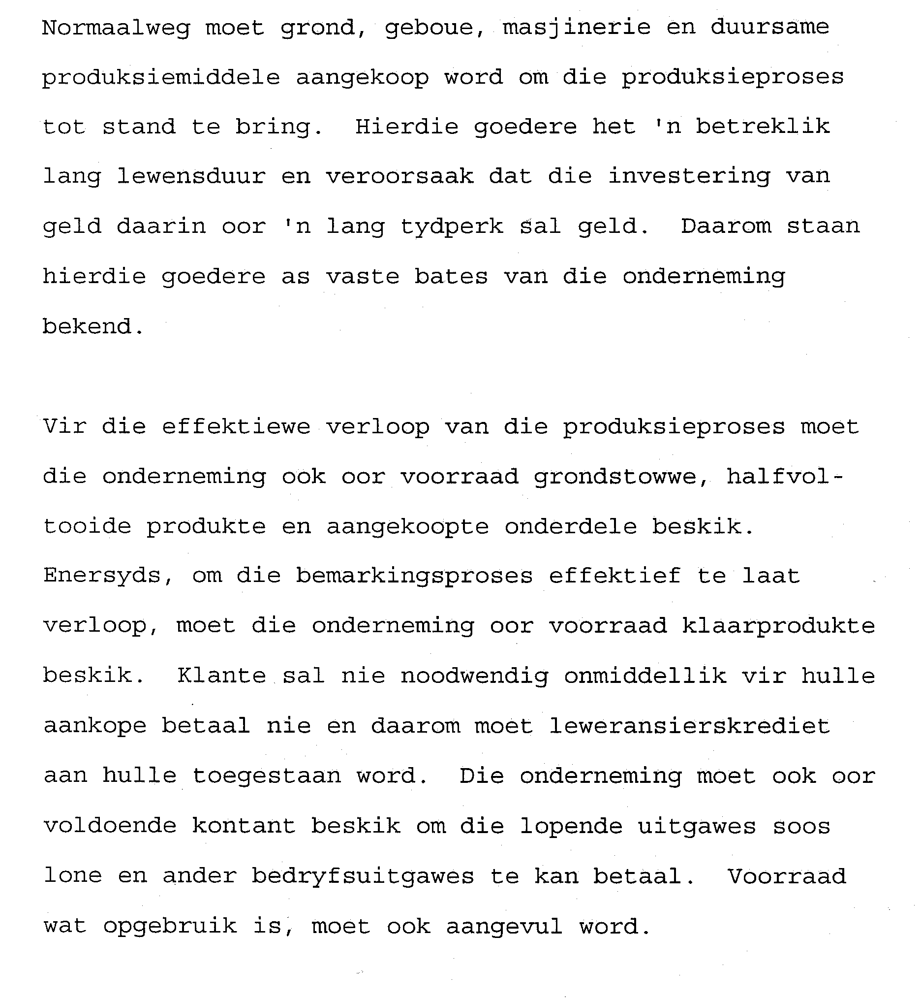 Normaalweg moet grond, geboue, masjinerie en duursame
produksiemiddele aangekoop word om die produksieproses
tot stand te bring. Hierdie goedere het 'n betreklik
lang lewensduur en veroorsaak dat die investering van
geld daarin oor 'n lang tydperk sal geld. Daarom staan
hierdie goedere as vaste bates van die onderneming
bekend.
Vir die effektiewe verloop van die produksieproses moet
die onderneming ook oor voorraad grondstowwe, halfvol-
tooide produkte en aangekoopte onderdele beskik.
Enersyds, om die bemarkingsproses effektief te laat
verloop, moet die onderneming oor voorraad klaarprodukte
beskik. Klante sal nie noodwendig onmiddellik vir hulle
aankope betaal nie en daarom moet leweransierskrediet
aan hulle toegestaan word. Die onderneming moet ook oor
voldoende kontant beskik om die lopende uitgawes soos
lone en ander bedryfsuitgawes te kan betaal. Voorraad
wat opgebruik is, moet ook aangevul word.